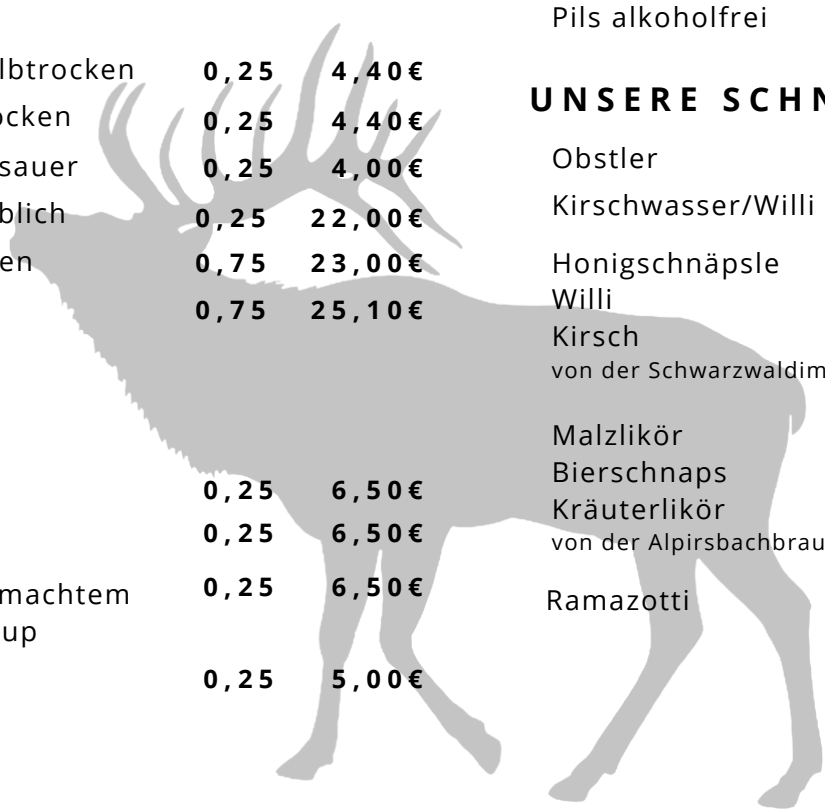 lbtrocken 0,25 4,40€
ocken 0,25 4,40€
sauer 0,25 4,00€
blich 0,25 22,00€
en 0,75 23,00€
0,75 25,10€
0,25 6,50€
0,25 6,50€
machtem 0,25 6,50€
up
0,25 5,00€
Pils alkoholfrei
UNSERE SCHN
Obstler
Kirschwasser/Willi
Honigschnäpsle
Willi
Kirsch
von der Schwarzwaldim
Malzlikör
Bierschnaps
Kräuterlikör
von der Alpirsbachbrau
Ramazotti